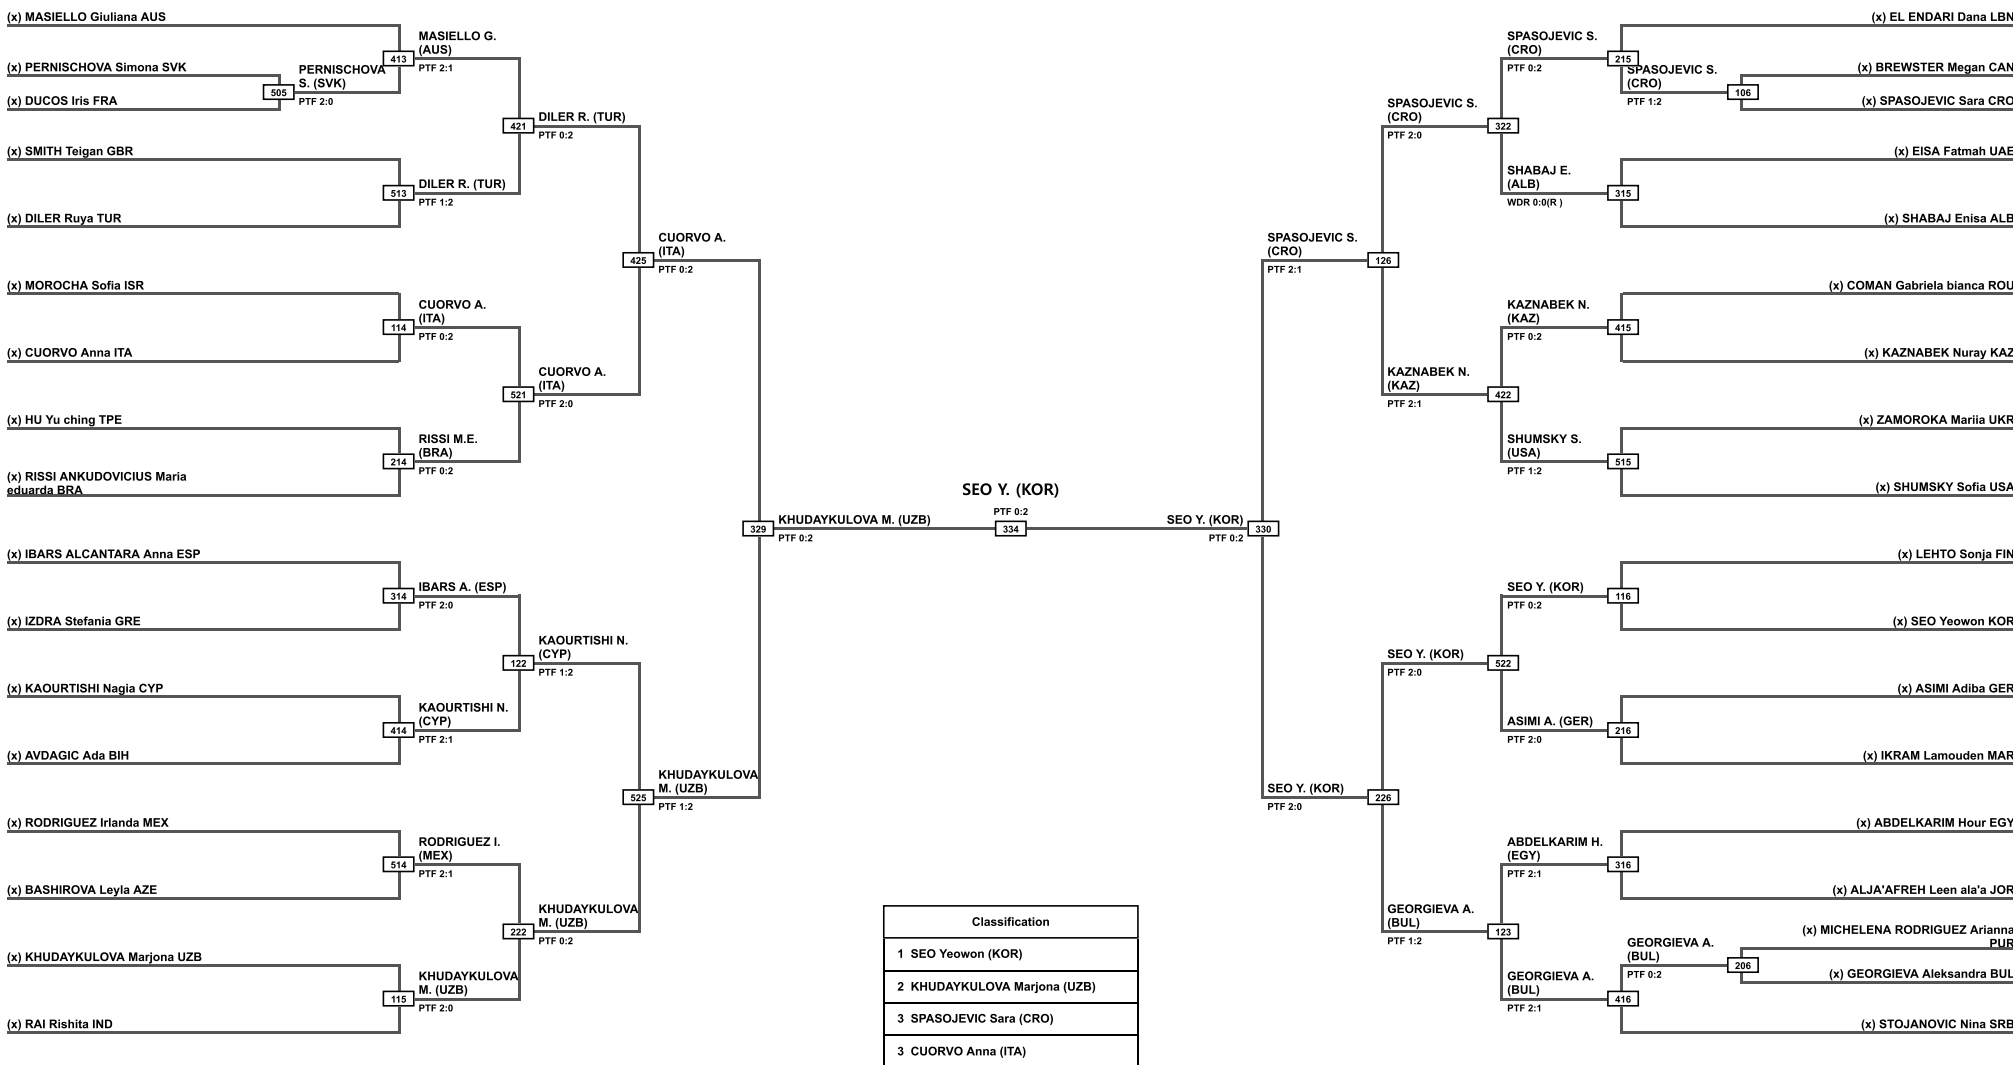 (x) MASIELLO Giuliana AUS
(x) PERNISCHOVA Simona SVK
(x) DUCOS Iris FRA
(x) SMITH Teigan GBR
(x) DILER Ruya TUR
(x) MOROCHA Sofia ISR
(x) CUORVO Anna ITA
(x) HU Yu ching TPE
(x) RISSI ANKUDOVICIUS Maria
eduarda BRA
(x) IBARS ALCANTARA Anna ESP
(x) IZDRA Stefania GRE
(x) KAOURTISHI Nagia CYP
(x) AVDAGIC Ada BIH
(x) RODRIGUEZ Irlanda MEX
(x) BASHIROVA Leyla AZE
(x) KHUDAYKULOVA Marjona UZB
(x) RAI Rishita IND
505
PERNISCHOVA
S. (SVK)
PTF 2:0
413
MASIELLO G.
(AUS)
PTF 2:1
513
DILER R. (TUR)
PTF 1:2
114
CUORVO A.
(ITA)
PTF 0:2
214
RISSI M.E.
(BRA)
PTF 0:2
314
IBARS A. (ESP)
PTF 2:0
414
KAOURTISHI N.
(CYP)
PTF 2:1
514
RODRIGUEZ I.
(MEX)
PTF 2:1
115
KHUDAYKULOVA
M. (UZB)
PTF 2:0
421
DILER R. (TUR)
PTF 0:2
521
CUORVO A.
(ITA)
PTF 2:0
122
KAOURTISHI N.
(CYP)
PTF 1:2
222
KHUDAYKULOVA
M. (UZB)
PTF 0:2
425
CUORVO A.
(ITA)
PTF 0:2
525
KHUDAYKULOVA
M. (UZB)
PTF 1:2
329
KHUDAYKULOVA M. (UZB)
PTF 0:2
SEO Y. (KOR)
PTF 0:2
334
SEO Y. (KOR)
PTF 0:2
330
SPASOJEVIC S.
(CRO)
PTF 2:1
126
SEO Y. (KOR)
PTF 2:0
226
SPASOJEVIC S.
(CRO)
PTF 2:0
322
KAZNABEK N.
(KAZ)
PTF 2:1
422
SEO Y. (KOR)
PTF 2:0
522
GEORGIEVA A.
(BUL)
PTF 1:2
123
SPASOJEVIC S.
(CRO)
PTF 0:2
215
SHABAJ E.
(ALB)
WDR 0:0(R )
315
KAZNABEK N.
(KAZ)
PTF 0:2
415
SHUMSKY S.
(USA)
PTF 1:2
515
SEO Y. (KOR)
PTF 0:2
116
ASIMI A. (GER)
PTF 2:0
216
ABDELKARIM H.
(EGY)
PTF 2:1
316
GEORGIEVA A.
(BUL)
PTF 2:1
416
SPASOJEVIC S.
(CRO)
PTF 1:2
106
GEORGIEVA A.
(BUL)
PTF 0:2
206
(x) EL ENDARI Dana LBN
(x) BREWSTER Megan CAN
(x) SPASOJEVIC Sara CRO
(x) EISA Fatmah UAE
(x) SHABAJ Enisa ALB
(x) COMAN Gabriela bianca ROU
(x) KAZNABEK Nuray KAZ
(x) ZAMOROKA Mariia UKR
(x) SHUMSKY Sofia USA
(x) LEHTO Sonja FIN
(x) SEO Yeowon KOR
(x) ASIMI Adiba GER
(x) IKRAM Lamouden MAR
(x) ABDELKARIM Hour EGY
(x) ALJA'AFREH Leen ala'a JOR
(x) MICHELENA RODRIGUEZ Arianna
PUR
(x) GEORGIEVA Aleksandra BUL
(x) STOJANOVIC Nina SRB
Classification
1 SEO Yeowon (KOR)
2 KHUDAYKULOVA Marjona (UZB)
3 SPASOJEVIC Sara (CRO)
3 CUORVO Anna (ITA)